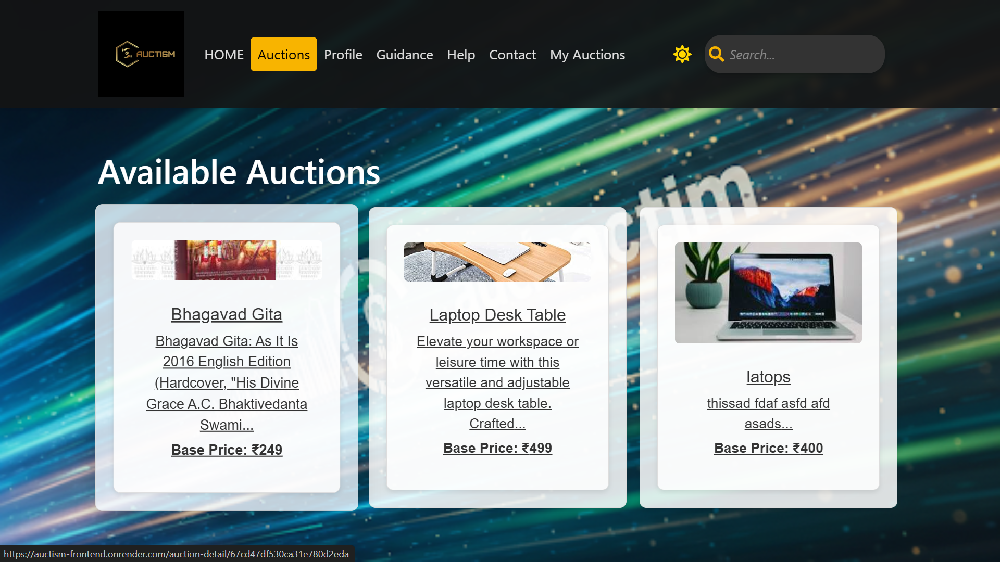 AUCTISM
HOME Auctions Profile Guidance Help Contact My Auctions Search...
Available Auctions
Bhagavad Gita
Bhagavad Gita: As It Is
2016 English Edition
(Hardcover, "His Divine
Grace A.C. Bhaktivedanta
Swami...
Base Price: ₹249
Laptop Desk Table
Elevate your workspace or
leisure time with this
versatile and adjustable
laptop desk table.
Crafted...
Base Price: ₹499
latops
thissad fdaf asfd afd
asads...
Base Price: ₹400
https://auctism-frontend.onrender.com/auction-detail/67cd47df530ca31e780d2eda